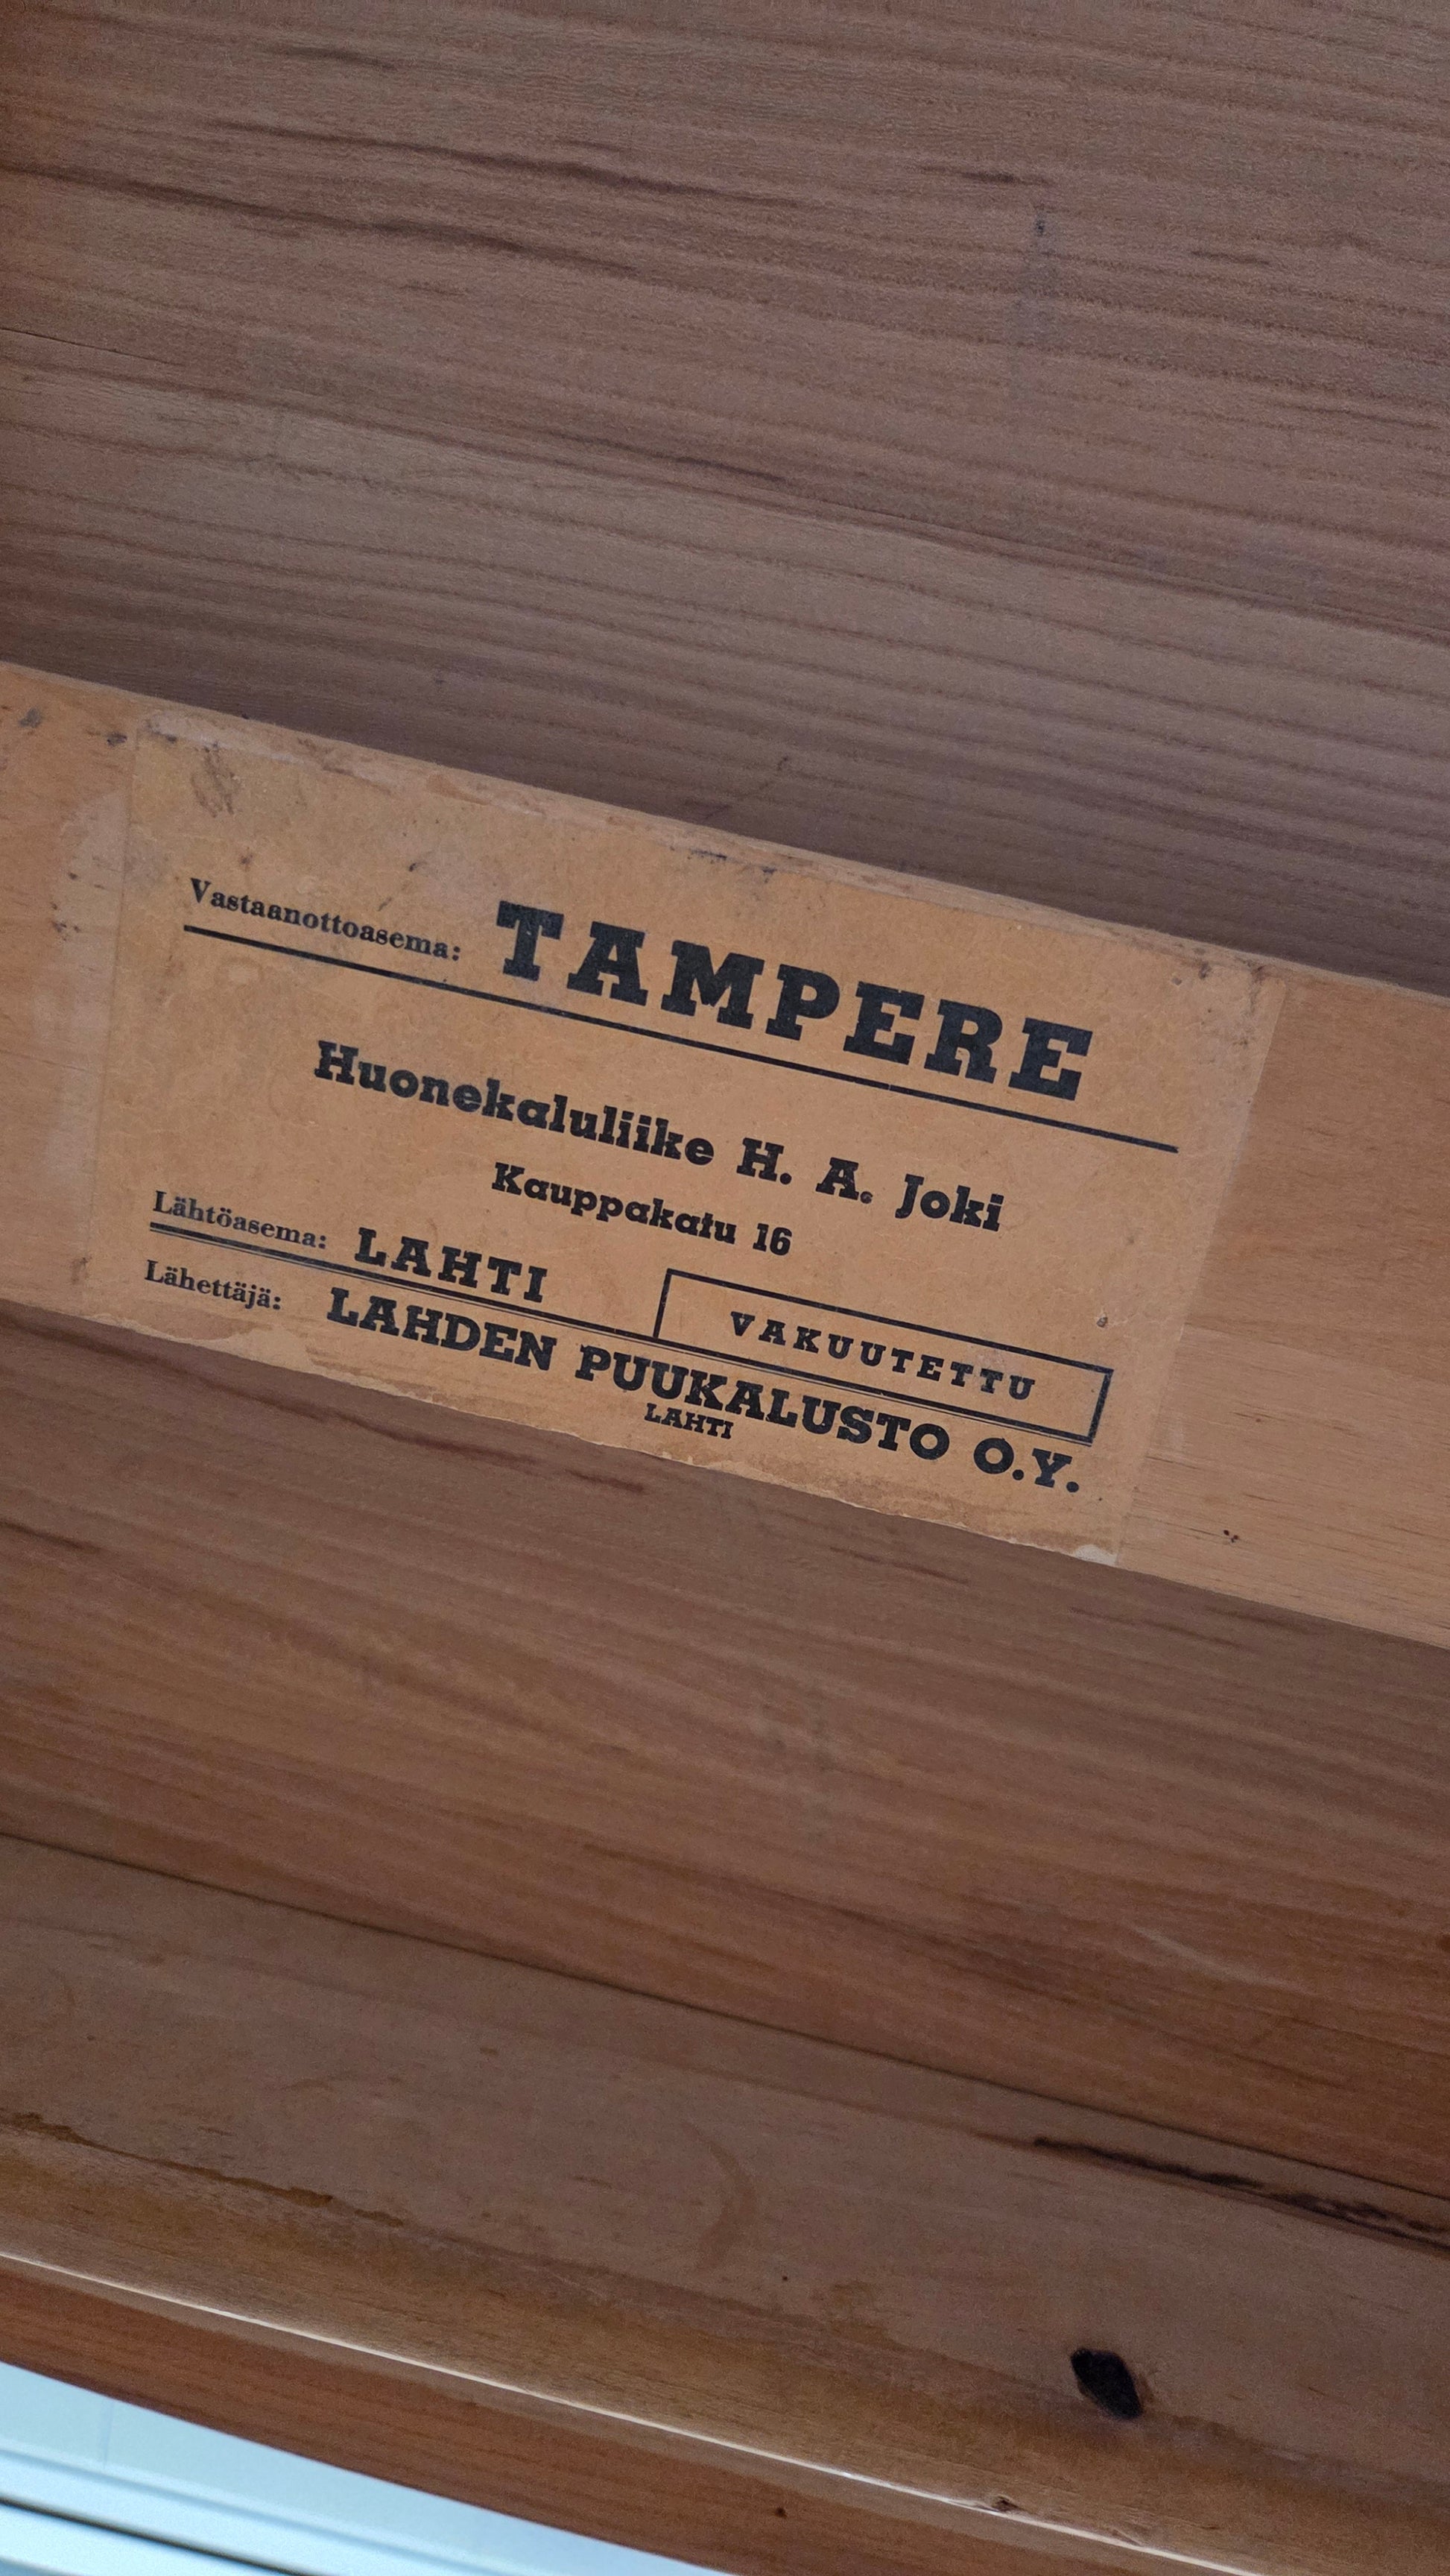 Vastaanottoasema: TAMPERE
Huonekaluliike H. A. Joki
Kauppakatu 16
Lähtöasema: LAHTI
VAKUUTETTU
Lähettäjä: LAHDEN PUUKALUSTO O.Y.
LAHTI